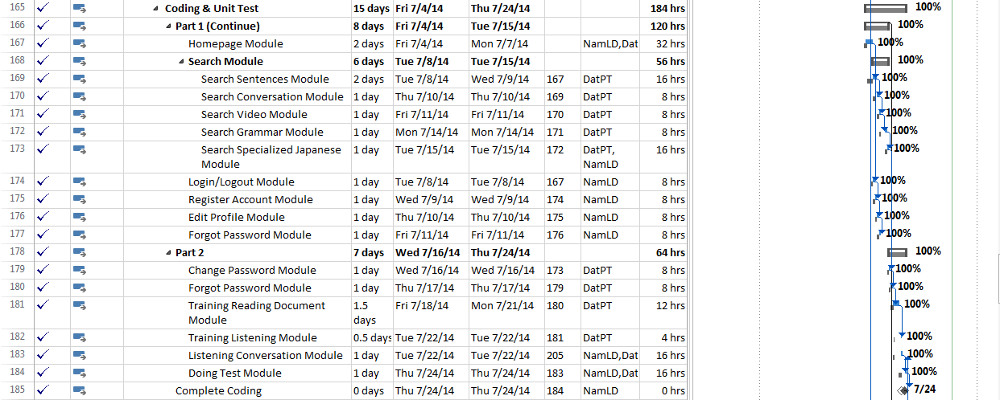 165 Coding & Unit Test 15 days Fri 7/4/14 Thu 7/24/14 184 hrs 100%
166 Part 1 (Continue) 8 days Fri 7/4/14 Tue 7/15/14 120 hrs 100%
167 Homepage Module 2 days Fri 7/4/14 Mon 7/7/14 NamLD,Dat 32 hrs 100%
168 Search Module 6 days Tue 7/8/14 Tue 7/15/14 56 hrs 100%
169 Search Sentences Module 2 days Tue 7/8/14 Wed 7/9/14 167 DatPT 16 hrs 100%
170 Search Conversation Module 1 day Thu 7/10/14 Thu 7/10/14 169 DatPT 8 hrs 100%
171 Search Video Module 1 day Fri 7/11/14 Fri 7/11/14 170 DatPT 8 hrs 100%
172 Search Grammar Module 1 day Mon 7/14/14 Mon 7/14/14 171 DatPT 8 hrs 100%
173 Search Specialized Japanese 1 day Tue 7/15/14 Tue 7/15/14 172 DatPT, 16 hrs 100%
Module NamLD
174 Login/Logout Module 1 day Tue 7/8/14 Tue 7/8/14 167 NamLD 8 hrs 100%
175 Register Account Module 1 day Wed 7/9/14 Wed 7/9/14 174 NamLD 8 hrs 100%
176 Edit Profile Module 1 day Thu 7/10/14 Thu 7/10/14 175 NamLD 8 hrs 100%
177 Forgot Password Module 1 day Fri 7/11/14 Fri 7/11/14 176 NamLD 8 hrs 100%
178 Part 2 7 days Wed 7/16/14 Thu 7/24/14 64 hrs 100%
179 Change Password Module 1 day Wed 7/16/14 Wed 7/16/14 173 DatPT 8 hrs 100%
180 Forgot Password Module 1 day Thu 7/17/14 Thu 7/17/14 179 DatPT 8 hrs 100%
181 Training Reading Document 1.5 Fri 7/18/14 Mon 7/21/14 180 DatPT 12 hrs 100%
Module days
182 Training Listening Module 0.5 days Tue 7/22/14 Tue 7/22/14 181 DatPT 4 hrs 100%
183 Listening Conversation Module 1 day Tue 7/22/14 Tue 7/22/14 205 NamLD,Dat 16 hrs 100%
184 Doing Test Module 1 day Thu 7/24/14 Thu 7/24/14 183 NamLD,Dat 16 hrs 100%
185 Complete Coding 0 days Thu 7/24/14 Thu 7/24/14 184 NamLD 0 hrs 7/24